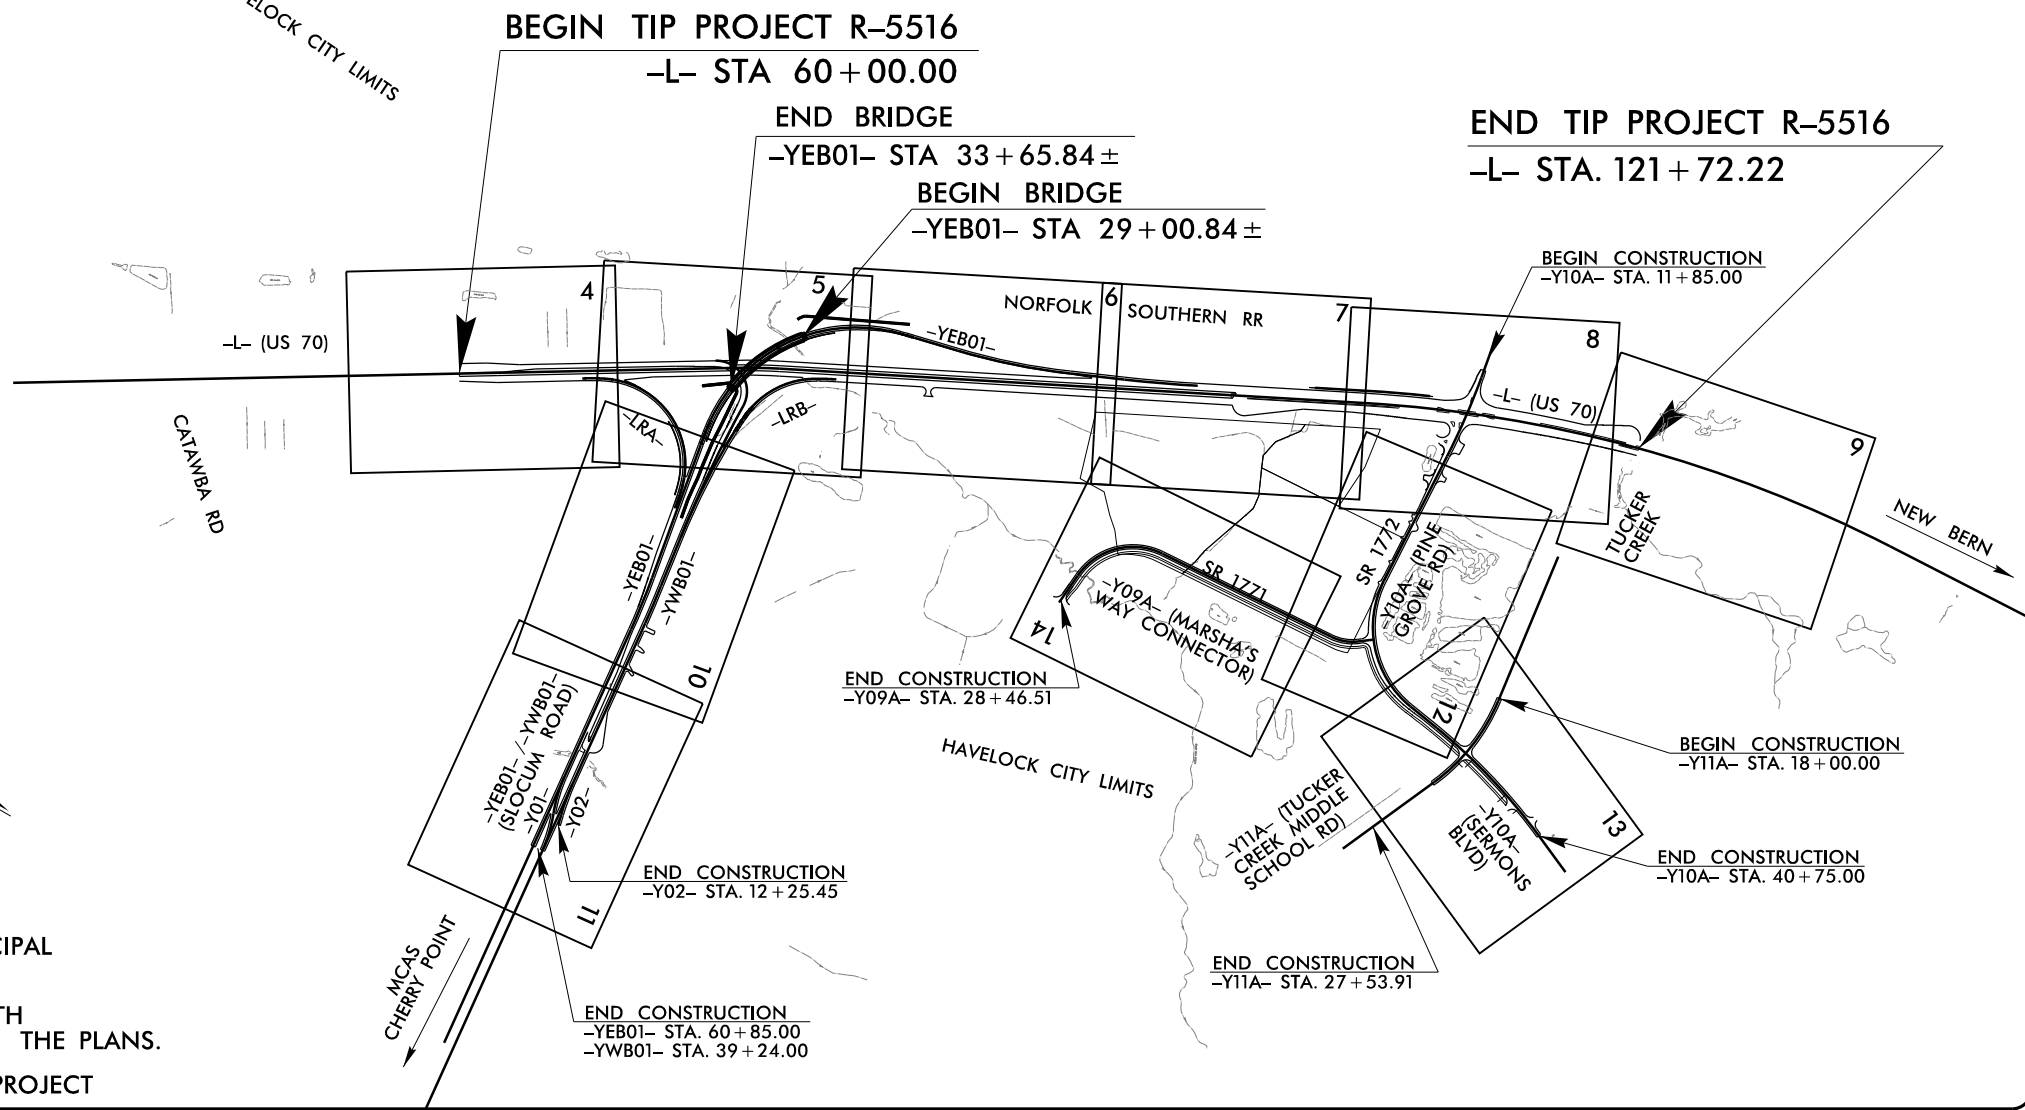 ELOCK CITY LIMITS
BEGIN TIP PROJECT R–5516
–L– STA 60+00.00
END BRIDGE
–YEB01– STA 33+65.84±
BEGIN BRIDGE
–YEB01– STA 29+00.84±
END TIP PROJECT R–5516
–L– STA. 121+72.22
BEGIN CONSTRUCTION
–Y10A– STA. 11+85.00
4
5
NORFOLK
6
SOUTHERN RR
7
8
9
–L– (US 70)
–YEB01–
–L– (US 70)
CATAWBA RD
–LRA–
–LRB–
TUCKER
CREEK
NEW BERN
–YEB01–
–YWB01–
SR 1772
–Y10A– (PINE
GROVE RD)
SR 1771
–Y09A– (MARSHA'S
WAY CONNECTOR)
14
10
12
END CONSTRUCTION
–Y09A– STA. 28+46.51
HAVELOCK CITY LIMITS
BEGIN CONSTRUCTION
–Y11A– STA. 18+00.00
–YEB01–/–YWB01–
(SLOCUM ROAD)
–Y01–
–Y02–
–Y11A– (TUCKER
CREEK MIDDLE
SCHOOL RD)
–Y10A–
(SERMONS
BLVD)
13
END CONSTRUCTION
–Y10A– STA. 40+75.00
END CONSTRUCTION
–Y02– STA. 12+25.45
11
MCAS
CHERRY POINT
END CONSTRUCTION
–Y11A– STA. 27+53.91
END CONSTRUCTION
–YEB01– STA. 60+85.00
–YWB01– STA. 39+24.00
CIPAL
TH
THE PLANS.
PROJECT